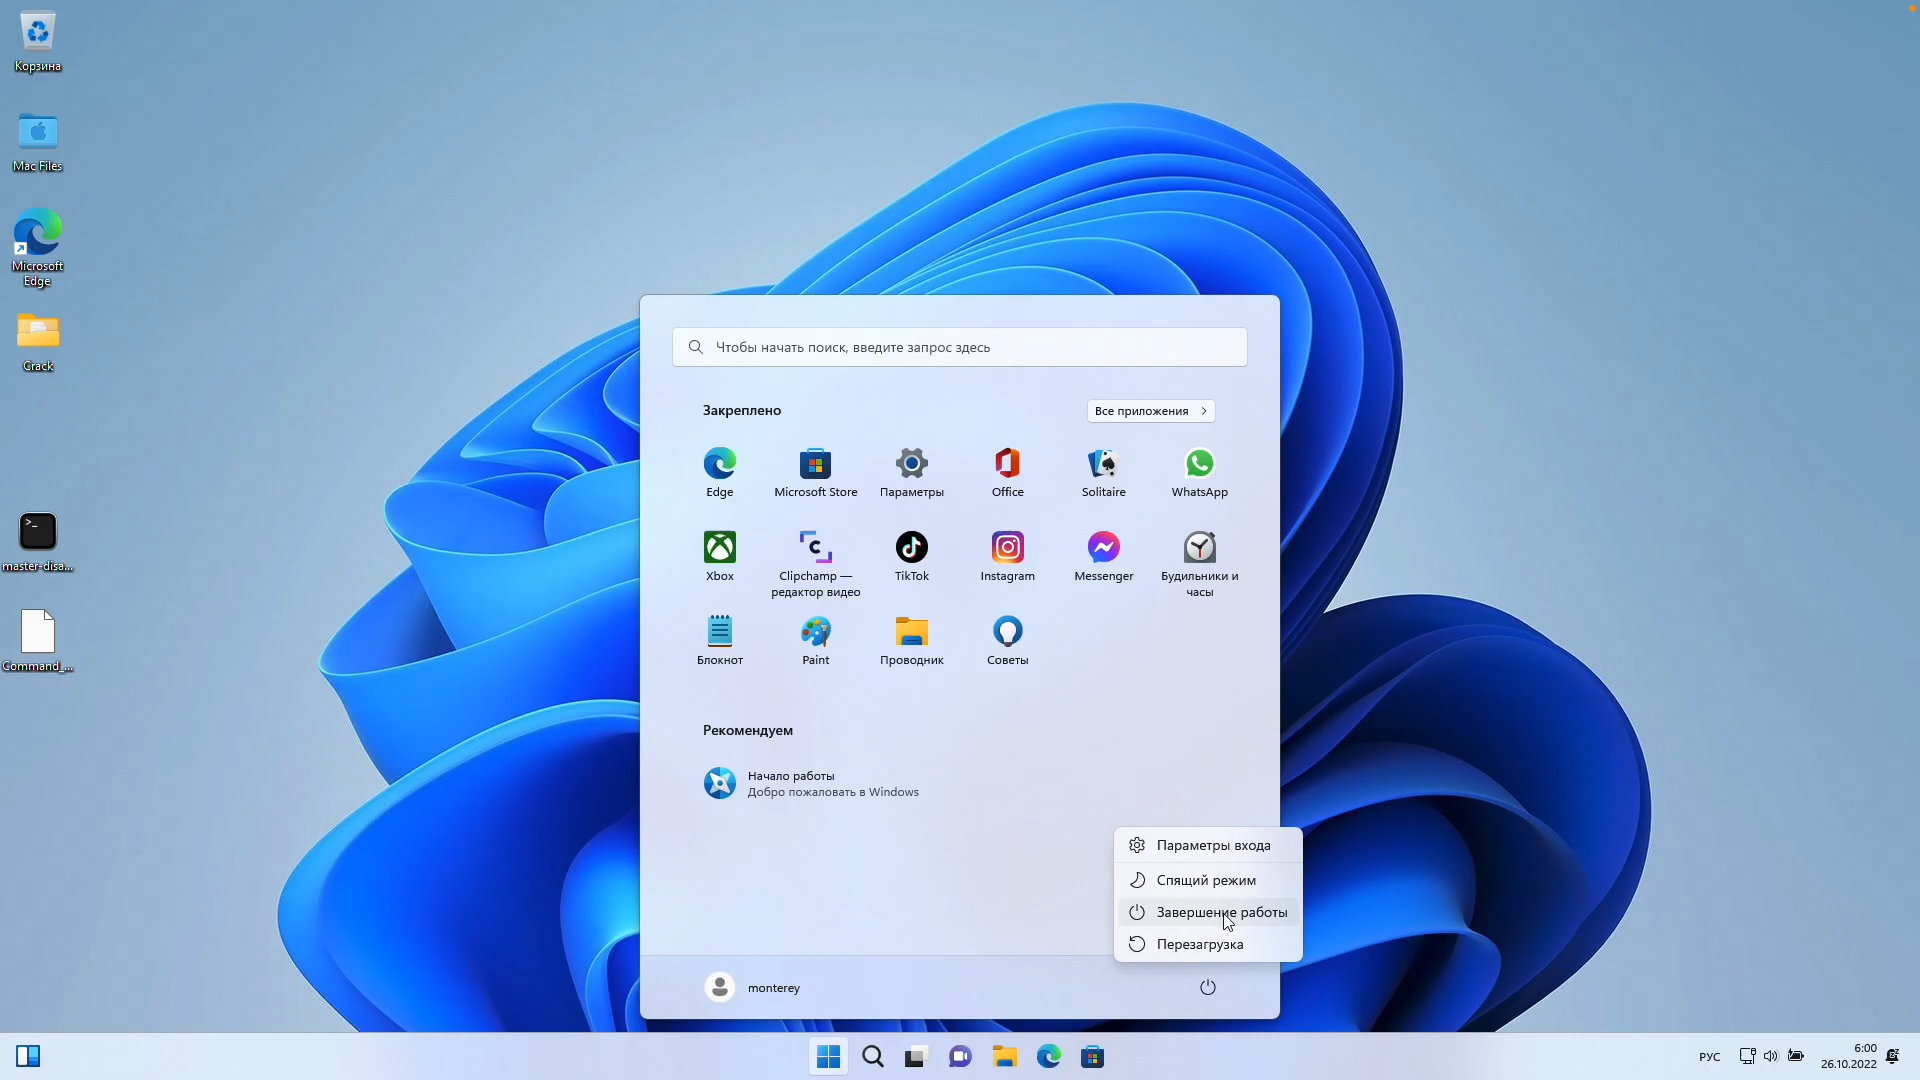 Корзина
Mac Files
Microsoft
Edge
Crack
master-disa...
Command_...
Чтобы начать поиск, введите запрос здесь
Закреплено
Все приложения
Edge
Microsoft Store
Параметры
Office
Solitaire
WhatsApp
Xbox
Clipchamp —
редактор видео
TikTok
Instagram
Messenger
Будильники и
часы
Блокнот
Paint
Проводник
Советы
Рекомендуем
Начало работы
Добро пожаловать в Windows
Параметры входа
Спящий режим
Завершение работы
Перезагрузка
monterey
РУС
6:00
26.10.2022